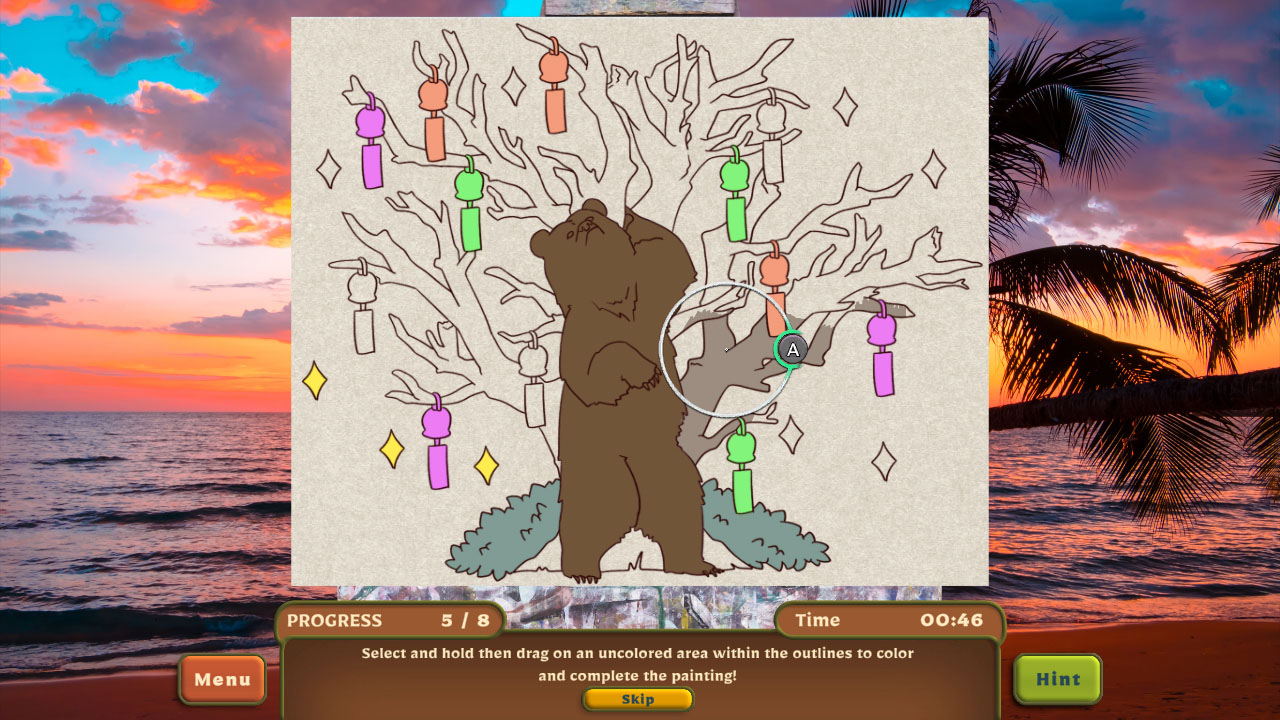 A
PROGRESS 5 / 8
Time 00:46
Select and hold then drag on an uncolored area within the outlines to color
and complete the painting!
Menu
Skip
Hint